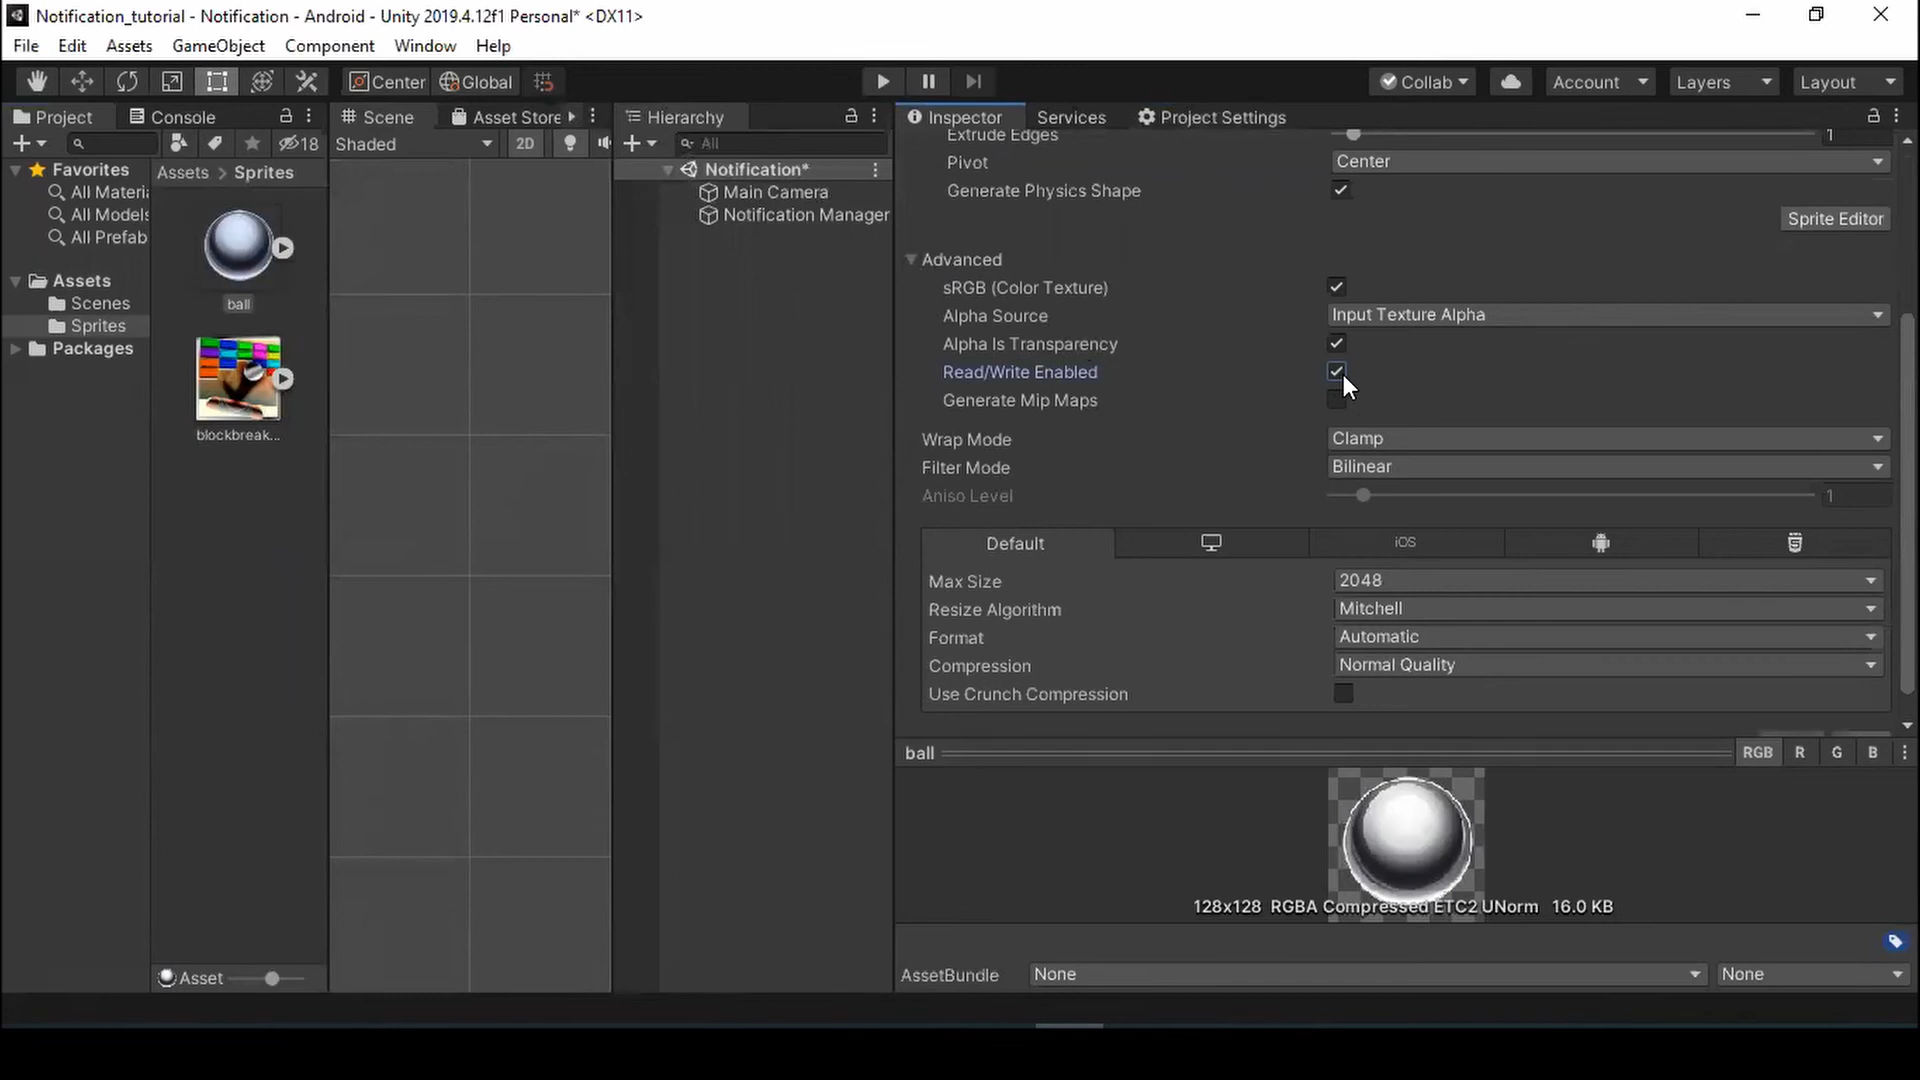 Notification_tutorial - Notification - Android - Unity 2019.4.12f1 Personal* <DX11>
File Edit Assets GameObject Component Window Help
Center Global Collab Account Layers Layout
Project Console Scene Asset Store Hierarchy Inspector Services Project Settings
18 Shaded 2D All
Extrude Edges 1
Pivot Center
Generate Physics Shape
Sprite Editor
Favorites
All Materi
All Models
All Prefab
Assets
Scenes
Sprites
Packages
Assets > Sprites
ball
blockbreak...
Asset
Notification*
Main Camera
Notification Manager
Advanced
sRGB (Color Texture)
Alpha Source Input Texture Alpha
Alpha Is Transparency
Read/Write Enabled
Generate Mip Maps
Wrap Mode Clamp
Filter Mode Bilinear
Aniso Level 1
Default iOS
Max Size 2048
Resize Algorithm Mitchell
Format Automatic
Compression Normal Quality
Use Crunch Compression
ball RGB R G B
128x128 RGBA Compressed ETC2 UNorm 16.0 KB
AssetBundle None None